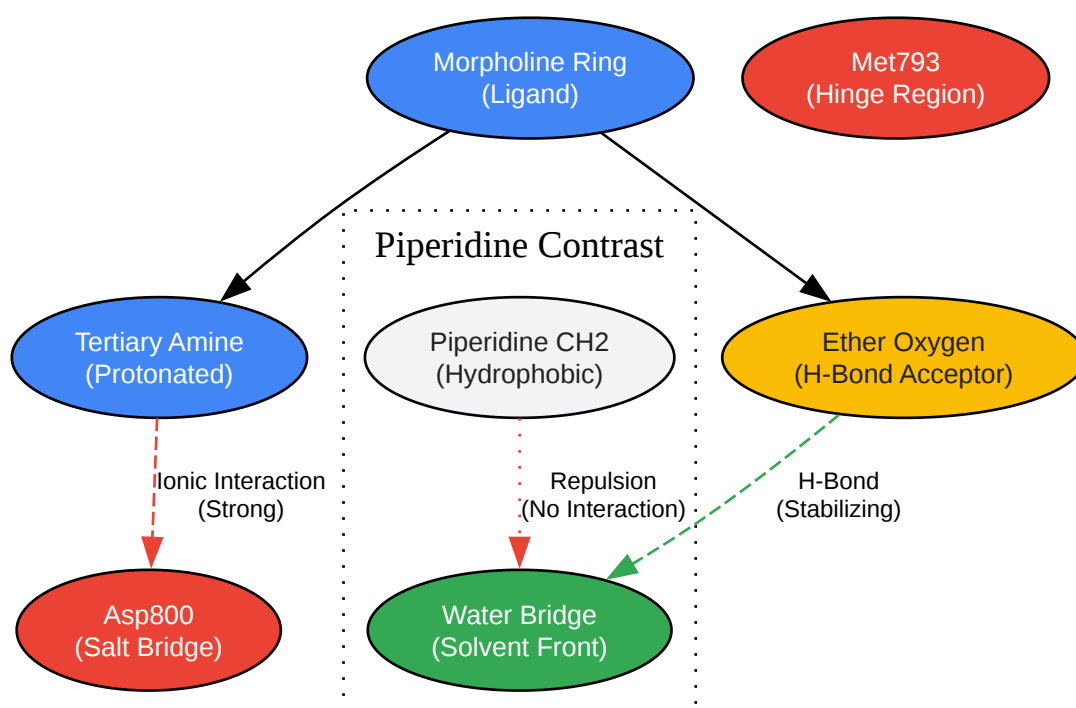 Morpholine Ring
(Ligand)
Met793
(Hinge Region)
Piperidine Contrast
Tertiary Amine
(Protonated)
Piperidine CH2
(Hydrophobic)
Ether Oxygen
(H-Bond Acceptor)
Ionic Interaction
(Strong)
Repulsion
(No Interaction)
H-Bond
(Stabilizing)
Asp800
(Salt Bridge)
Water Bridge
(Solvent Front)